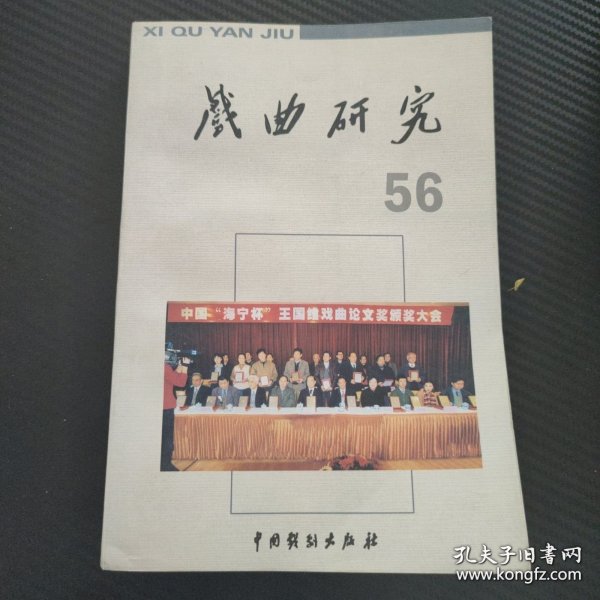 XI QU YAN JIU
戲曲研究
56
中国“海宁杯”王国维戏曲论文奖颁奖大会
中国戏剧出版社
孔夫子旧书网
www.kongfz.com